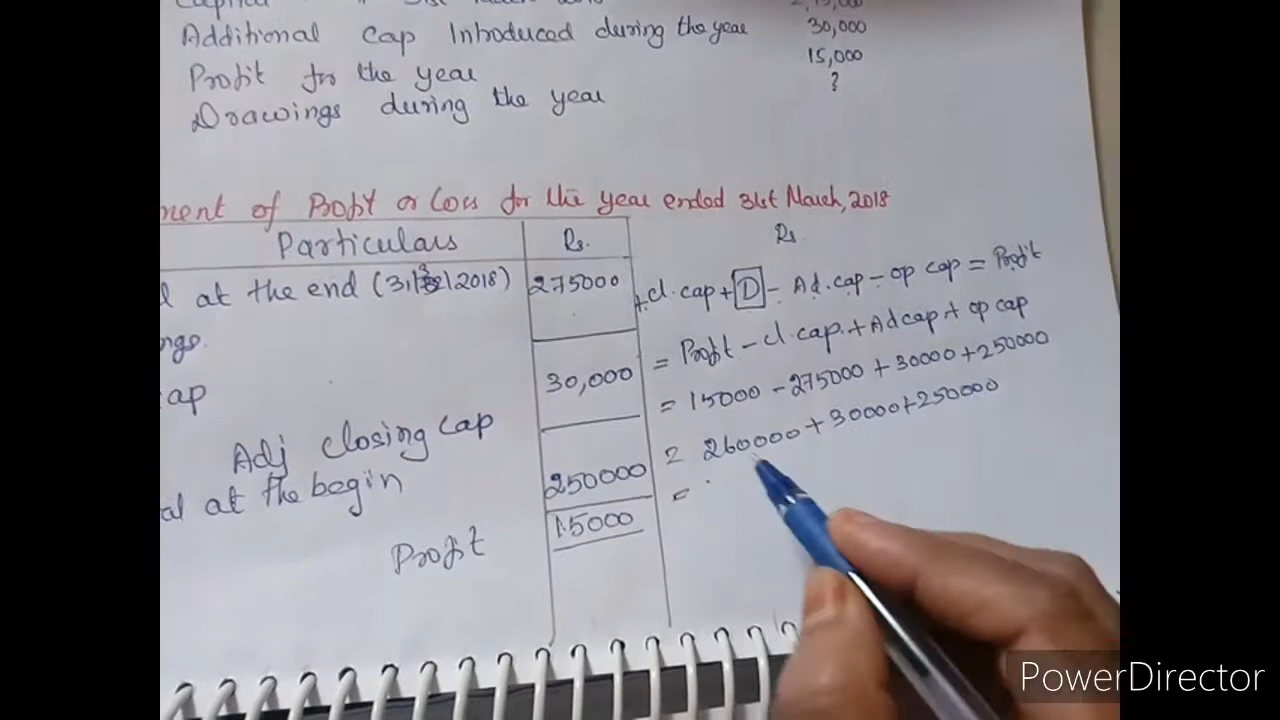 Additional Cap Introduced during the year 30,000
Profit for the year 15,000
Drawings during the year ?
ment of Profit or Loss for the year ended 31st March, 2018
Particulars Rs. Rs
l at the end (31/3/2018) 275000
+cl. cap + D - Ad. cap - op cap = Profit
ngs.
= Profit - cl. cap. + Ad cap + op cap
ap 30,000
= 15000 - 275000 + 30000 + 250000
Adj closing cap
= 260000 + 30000 + 250000
al at the begin 250000
=
Profit 15000
PowerDirector